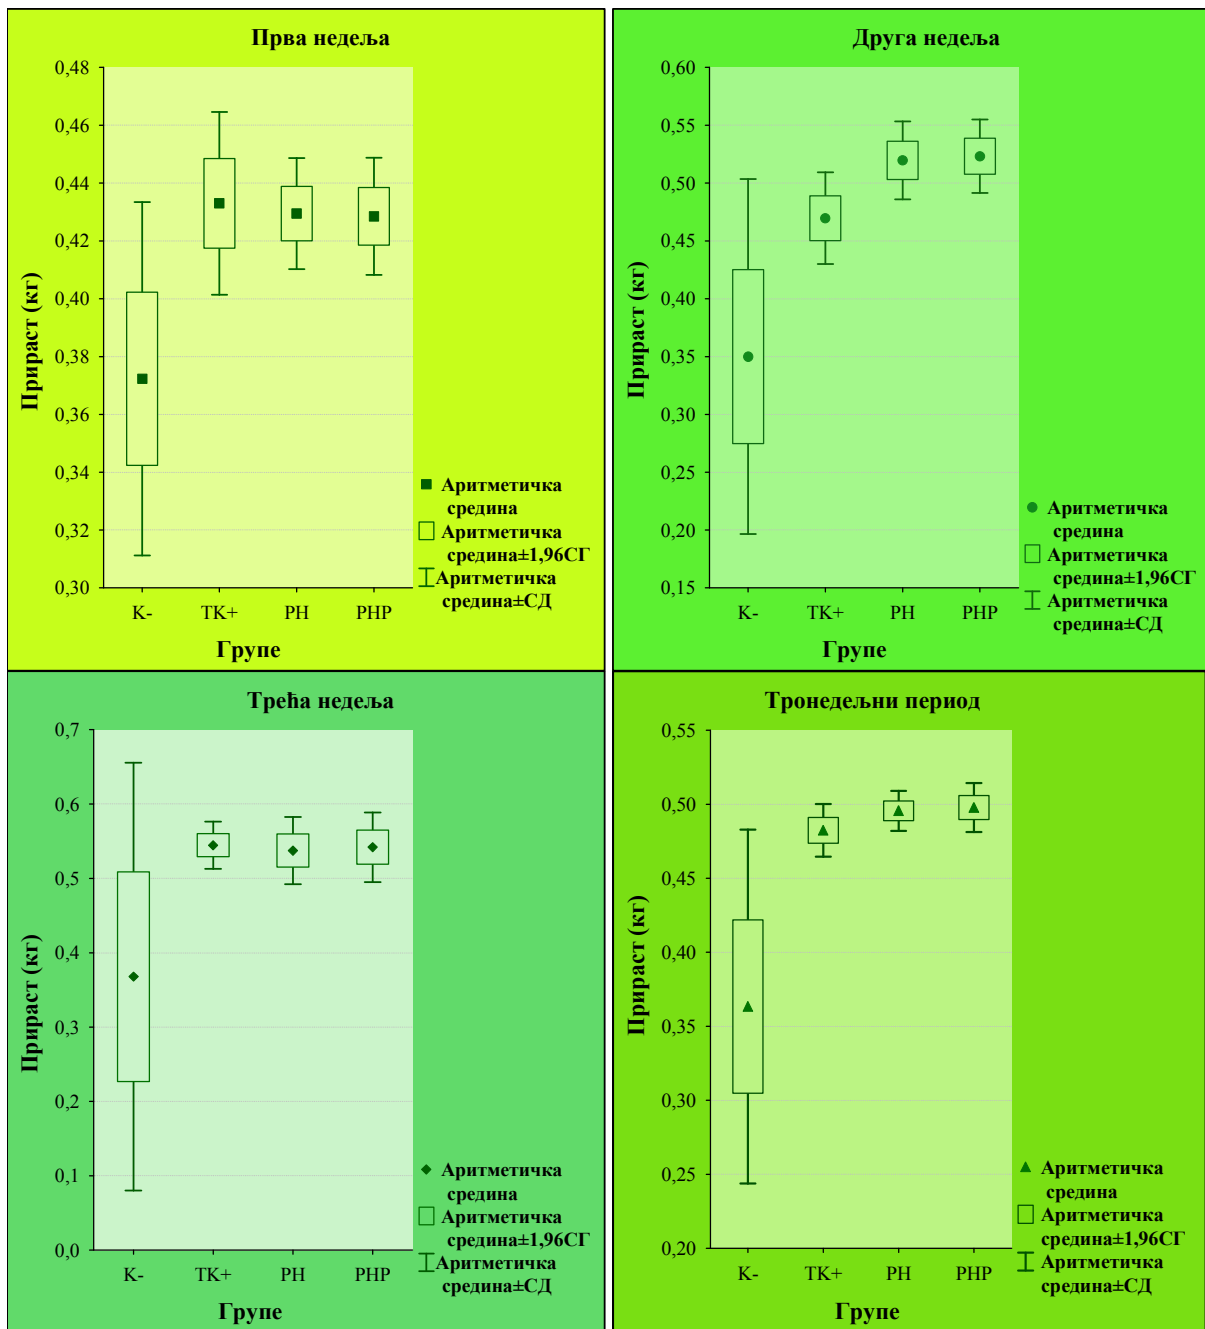 Прва недеља
0,48
0,46
0,44
0,42
0,40
0,38
0,36
0,34
0,32
0,30
Прираст (кг)
К- ТК+ РН РНР
Групе
Аритметичка
средина
Аритметичка
средина±1,96СГ
Аритметичка
средина±СД
Друга недеља
0,60
0,55
0,50
0,45
0,40
0,35
0,30
0,25
0,20
0,15
Прираст (кг)
К- ТК+ РН РНР
Групе
Аритметичка
средина
Аритметичка
средина±1,96СГ
Аритметичка
средина±СД
Трећа недеља
0,7
0,6
0,5
0,4
0,3
0,2
0,1
0,0
Прираст (кг)
К- ТК+ РН РНР
Групе
Аритметичка
средина
Аритметичка
средина±1,96СГ
Аритметичка
средина±СД
Тронедељни период
0,55
0,50
0,45
0,40
0,35
0,30
0,25
0,20
Прираст (кг)
К- ТК+ РН РНР
Групе
Аритметичка
средина
Аритметичка
средина±1,96СГ
Аритметичка
средина±СД